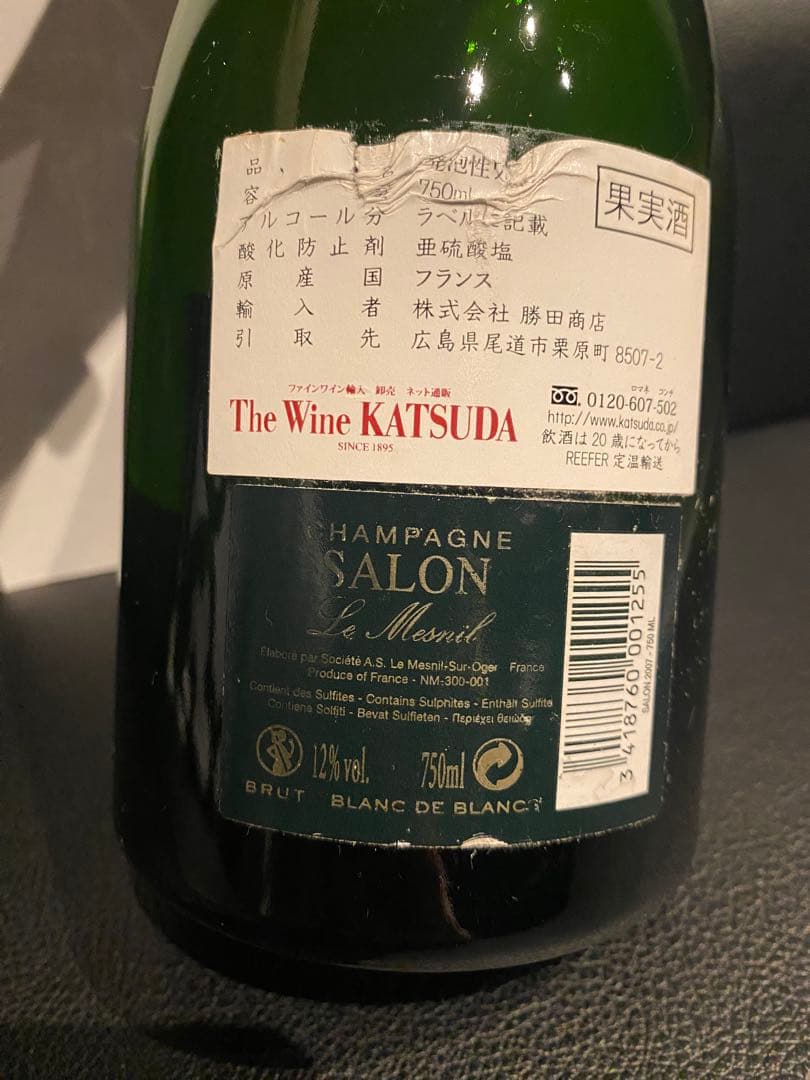 品、 名 発泡性
容 750ml
果実酒
アルコール分 ラベルに記載
酸化防止剤 亜硫酸塩
原産国 フランス
輸入者 株式会社 勝田商店
引取先 広島県尾道市栗原町 8507-2
ファインワイン輸入 卸売 ネット通販
The Wine KATSUDA
SINCE 1895
ロマネ コンチ
0120-607-502
http://www.katsuda.co.jp/
飲酒は20歳になってから
REEFER 定温輸送
CHAMPAGNE
SALON
Le Mesnil
Élaboré par Société A.S. Le Mesnil-Sur-Oger France
Produce of France - NM-300-001
Contient des Sulfites - Contains Sulphites - Enthält Sulfite
Contiene Solfiti - Bevat Sulfieten - Περιέχει θειώδη
12% vol. 750ml
BRUT BLANC DE BLANCS
3 418760 001255
SALON 2007 - 750 ML